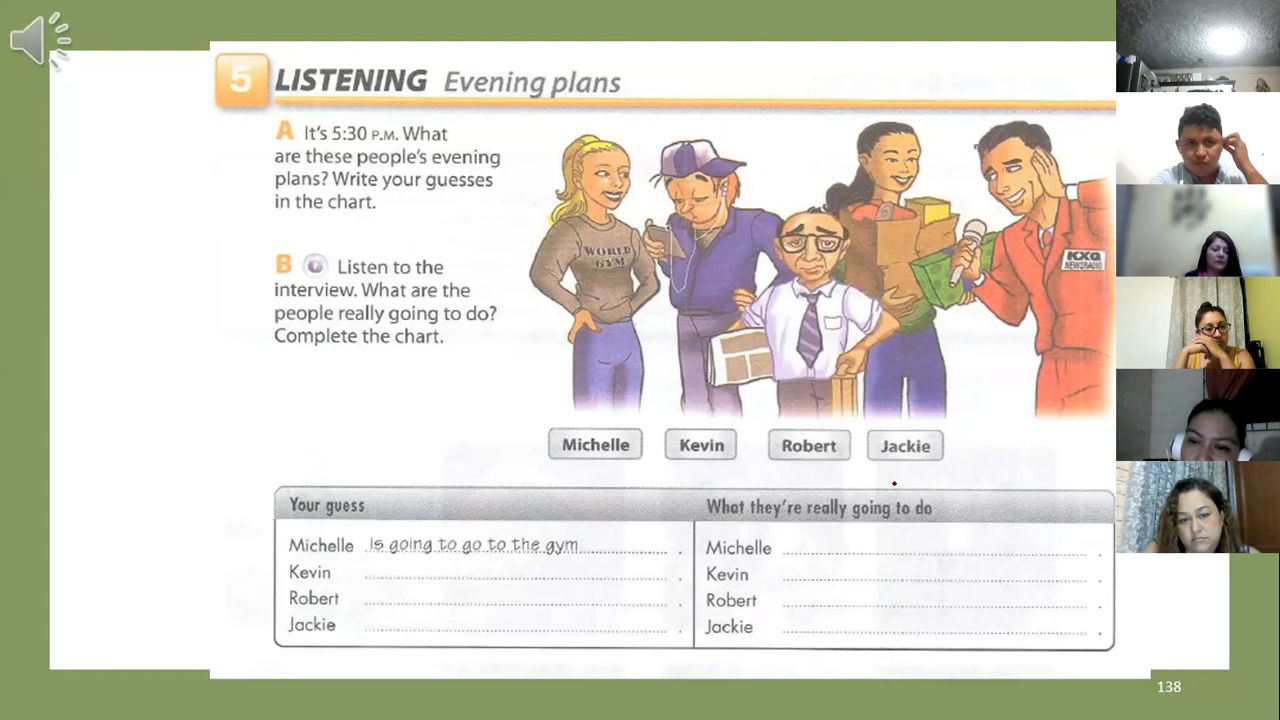 5 LISTENING Evening plans
A It's 5:30 P.M. What
are these people's evening
plans? Write your guesses
in the chart.
B Listen to the
interview. What are the
people really going to do?
Complete the chart.
WORLD
GYM
KXQ
NEWSRADIO
Michelle Kevin Robert Jackie
Your guess What they're really going to do
Michelle is going to go to the gym . Michelle .
Kevin . Kevin .
Robert . Robert .
Jackie . Jackie .
138